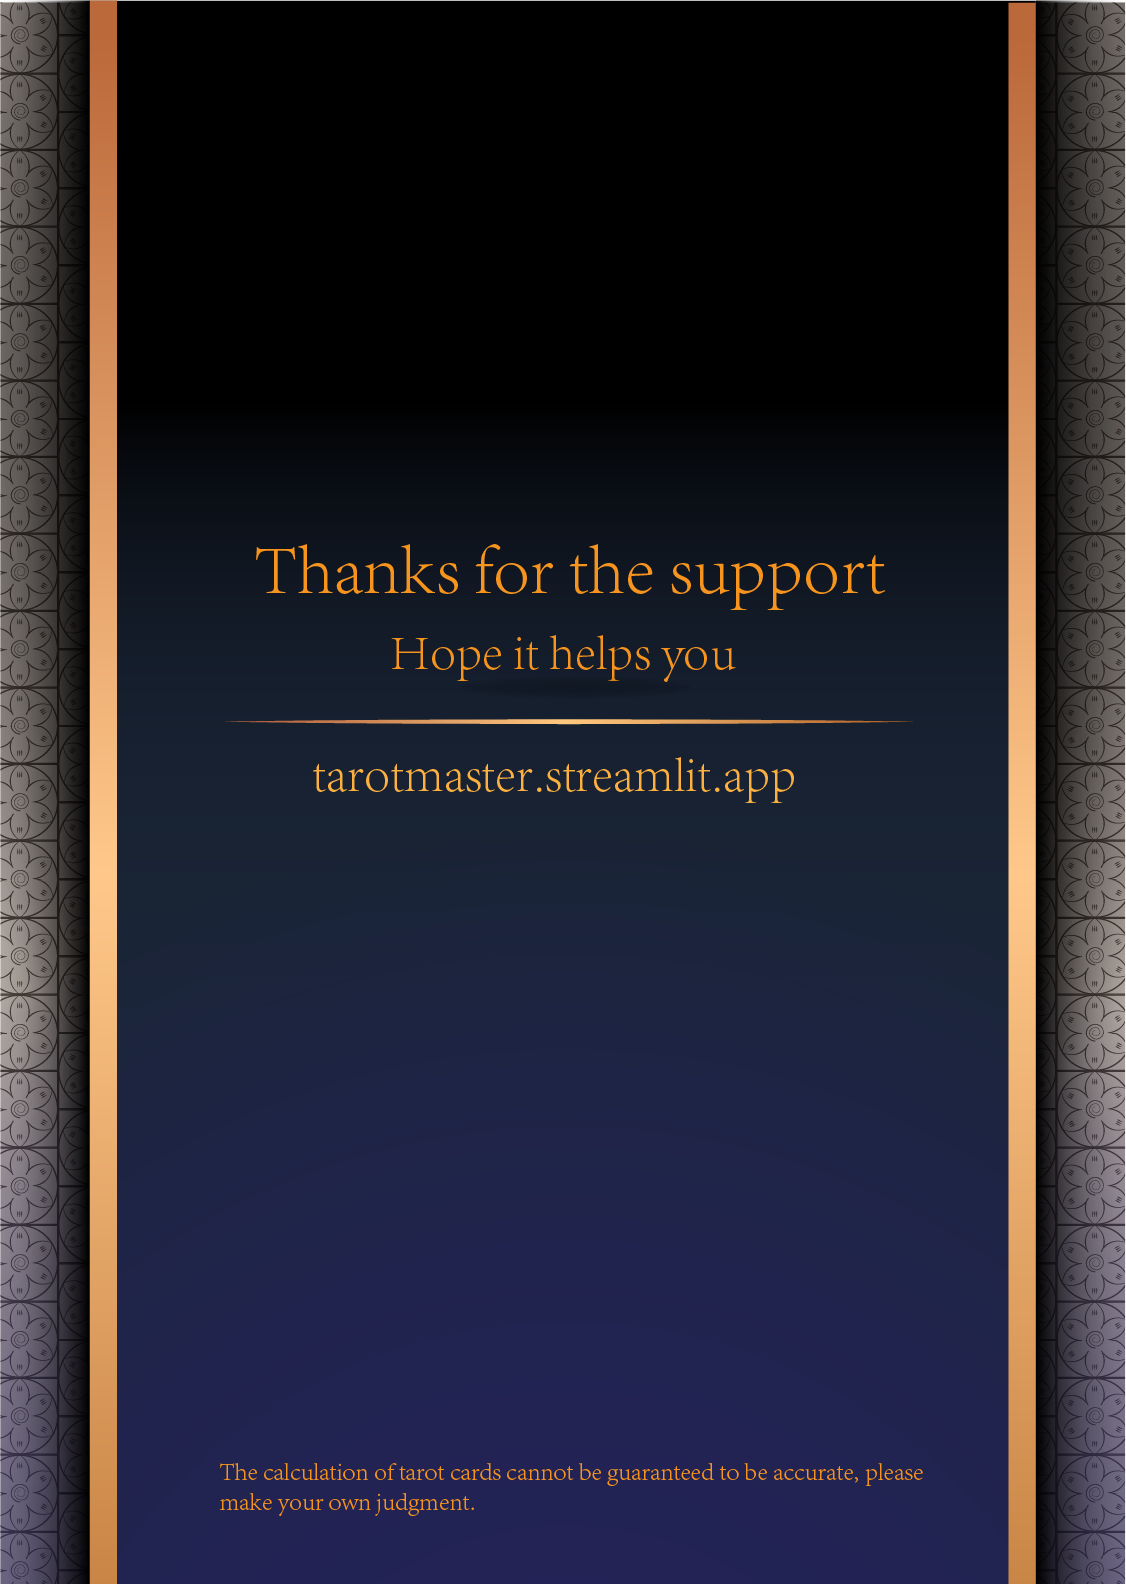 Thanks for the support
Hope it helps you
tarotmaster.streamlit.app
The calculation of tarot cards cannot be guaranteed to be accurate, please
make your own judgment.